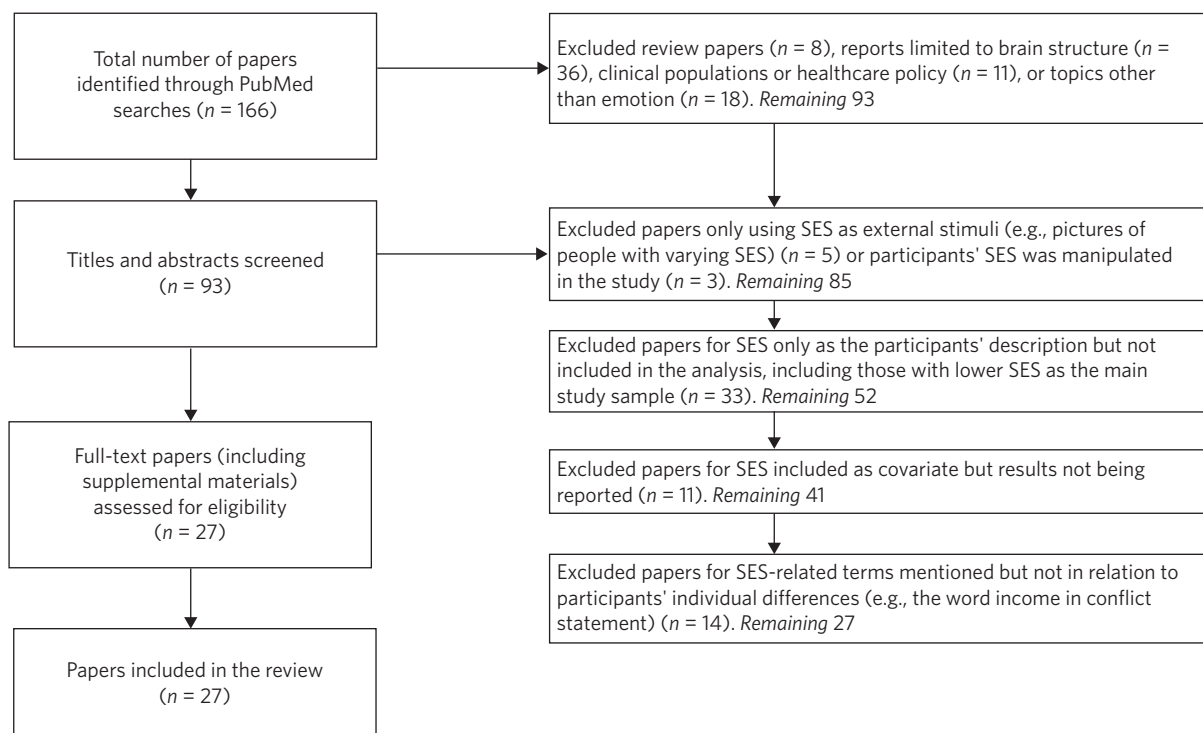 Total number of papers
identified through PubMed
searches (n = 166)
Excluded review papers (n = 8), reports limited to brain structure (n =
36), clinical populations or healthcare policy (n = 11), or topics other
than emotion (n = 18). Remaining 93
Titles and abstracts screened
(n = 93)
Excluded papers only using SES as external stimuli (e.g., pictures of
people with varying SES) (n = 5) or participants' SES was manipulated
in the study (n = 3). Remaining 85
Excluded papers for SES only as the participants' description but not
included in the analysis, including those with lower SES as the main
study sample (n = 33). Remaining 52
Full-text papers (including
supplemental materials)
assessed for eligibility
(n = 27)
Excluded papers for SES included as covariate but results not being
reported (n = 11). Remaining 41
Excluded papers for SES-related terms mentioned but not in relation to
participants' individual differences (e.g., the word income in conflict
statement) (n = 14). Remaining 27
Papers included in the review
(n = 27)